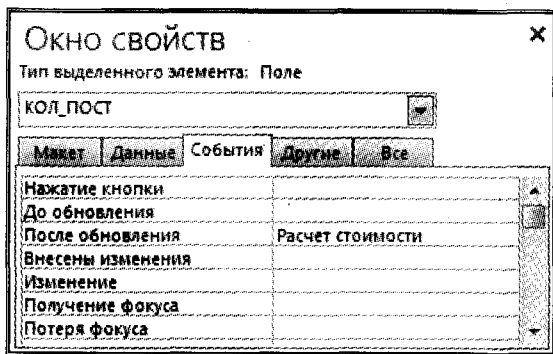 Окно свойств
Тип выделенного элемента: Поле
КОЛ_ПОСТ
Макет Данные События Другие Все
Нажатие кнопки
До обновления
После обновления Расчет стоимости
Внесены изменения
Изменение
Получение фокуса
Потеря фокуса